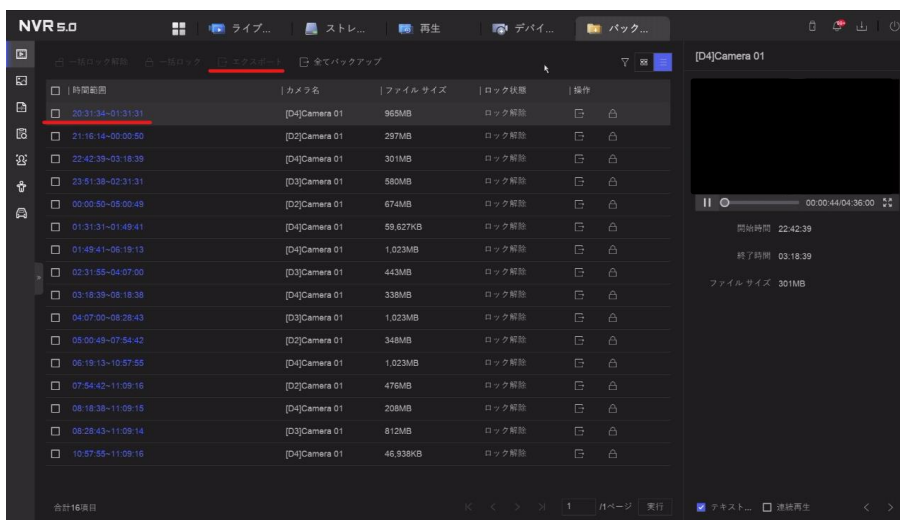 NVR 5.0 ライブ... ストレ... 再生 デバイ... バック...
一括ロック解除 一括ロック エクスポート 全てバックアップ
時間範囲 カメラ名 ファイル サイズ ロック状態 操作
20:31:34~01:31:31 [D4]Camera 01 965MB ロック解除
21:16:14~00:00:50 [D2]Camera 01 297MB ロック解除
22:42:39~03:18:39 [D4]Camera 01 301MB ロック解除
23:51:38~02:31:31 [D3]Camera 01 580MB ロック解除
00:00:50~05:00:49 [D2]Camera 01 674MB ロック解除
01:31:31~01:49:41 [D4]Camera 01 59,627KB ロック解除
01:49:41~06:19:13 [D4]Camera 01 1,023MB ロック解除
02:31:55~04:07:00 [D3]Camera 01 443MB ロック解除
03:18:39~08:18:38 [D4]Camera 01 338MB ロック解除
04:07:00~08:28:43 [D3]Camera 01 1,023MB ロック解除
05:00:49~07:54:42 [D2]Camera 01 348MB ロック解除
06:19:13~10:57:55 [D4]Camera 01 1,023MB ロック解除
07:54:42~11:09:16 [D2]Camera 01 476MB ロック解除
08:18:38~11:09:15 [D4]Camera 01 208MB ロック解除
08:28:43~11:09:14 [D3]Camera 01 812MB ロック解除
10:57:55~11:09:16 [D4]Camera 01 46,938KB ロック解除
合計16項目 1 /1ページ 実行
[D4]Camera 01
00:00:44/04:36:00
開始時間 22:42:39
終了時間 03:18:39
ファイル サイズ 301MB
テキスト... 連続再生